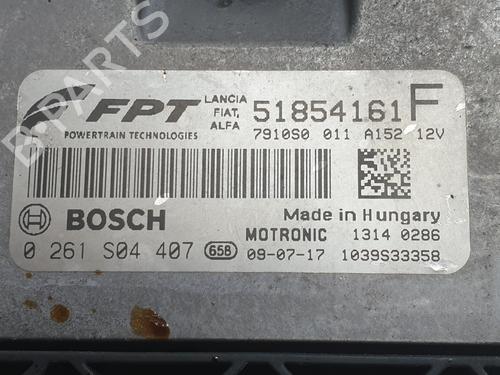 B-PARTS
FPT
POWERTRAIN TECHNOLOGIES
LANCIA
FIAT,
ALFA
51854161 F
7910S0 011 A152 12V
BOSCH
Made in Hungary
0 261 S04 407 658
MOTRONIC 1314 0286
09-07-17 1039S33358